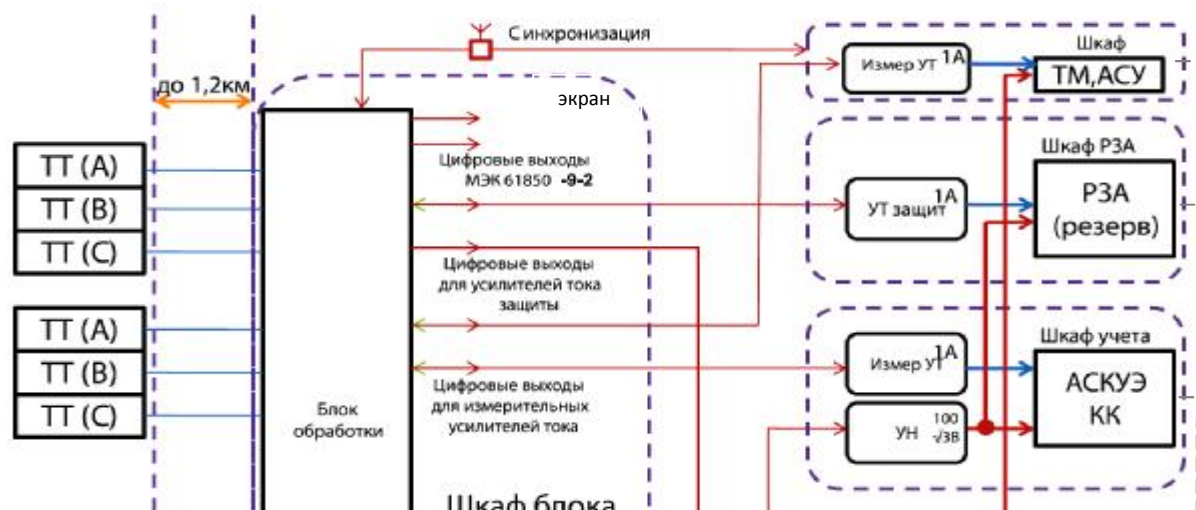 Синхронизация
до 1,2км
экран
ТТ (А)
ТТ (В)
ТТ (С)
ТТ (А)
ТТ (В)
ТТ (С)
Блок
обработки
Цифровые выходы
МЭК 61850 -9-2
Цифровые выходы
для усилителей тока
защиты
Цифровые выходы
для измерительных
усилителей тока
Шкаф блока
Измер УТ 1А
Шкаф
ТМ,АСУ
Шкаф РЗА
УТ защит 1А
РЗА
(резерв)
Шкаф учета
Измер УТ 1А
АСКУЭ
КК
УН 100
√3В